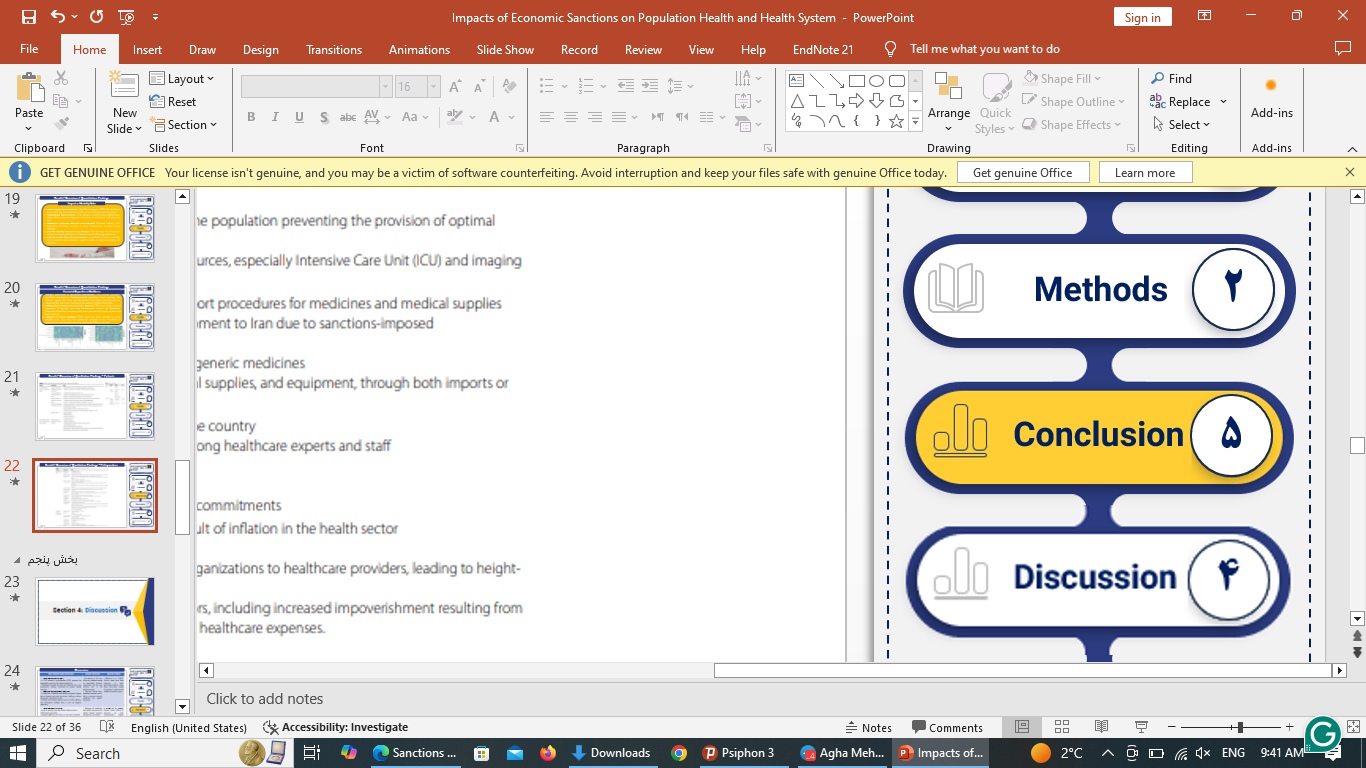 Impacts of Economic Sanctions on Population Health and Health System - PowerPoint
Sign in
File Home Insert Draw Design Transitions Animations Slide Show Record Review View Help EndNote 21 Tell me what you want to do
Paste
Clipboard
New Slide
Layout
Reset
Section
Slides
16
B I U S abc AV Aa A
Font
Paragraph
Arrange
Quick Styles
Shape Fill
Shape Outline
Shape Effects
Drawing
Find
Replace
Select
Editing
Add-ins
Add-ins
GET GENUINE OFFICE Your license isn't genuine, and you may be a victim of software counterfeiting. Avoid interruption and keep your files safe with genuine Office today. Get genuine Office Learn more
19
20
21
22
بخش پنجم
23
Section 4: Discussion
24
ne population preventing the provision of optimal
urces, especially Intensive Care Unit (ICU) and imaging
ort procedures for medicines and medical supplies
oment to Iran due to sanctions-imposed
generic medicines
l supplies, and equipment, through both imports or
ne country
ong healthcare experts and staff
commitments
ult of inflation in the health sector
ganizations to healthcare providers, leading to height-
rs, including increased impoverishment resulting from
healthcare expenses.
Methods ۲
Conclusion ۵
Discussion ۴
Click to add notes
Slide 22 of 36 English (United States) Accessibility: Investigate Notes Comments
Search Sanctions ... Downloads Psiphon 3 Agha Meh... Impacts of... 2°C ENG 9:41 AM